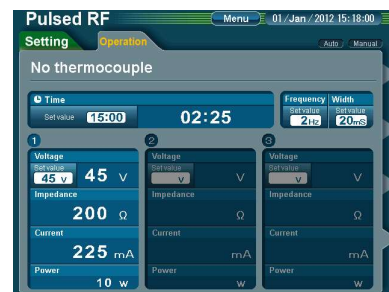 Pulsed RF
Menu
01/Jan/2012 15:18:00
Setting
Operation
Auto
Manual
No thermocouple
Time
Set value 15:00
02:25
Frequency
Set value
2Hz
Width
Set value
20mS
1
Voltage
Set value
45 v
45 V
Impedance
200 Ω
Current
225 mA
Power
10 w
2
Voltage
Set value
v
V
Impedance
Ω
Current
mA
Power
w
3
Voltage
Set value
v
V
Impedance
Ω
Current
mA
Power
w